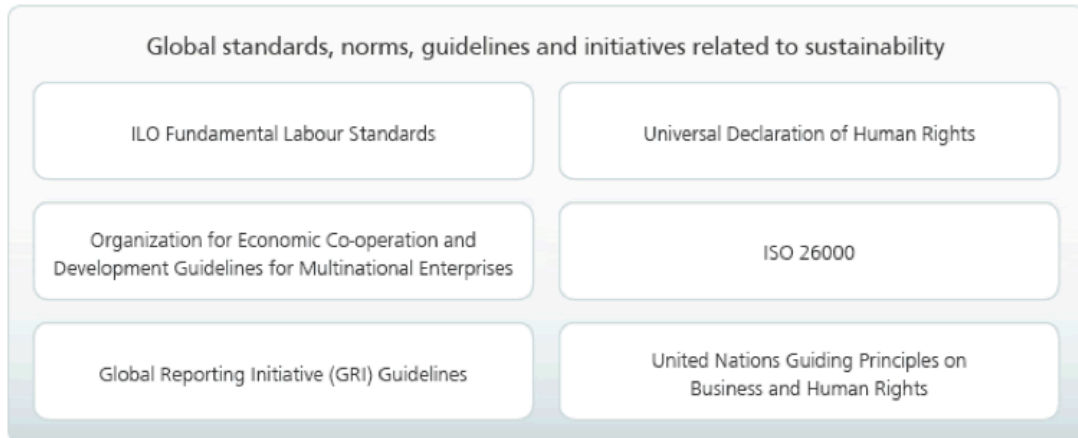 Global standards, norms, guidelines and initiatives related to sustainability
ILO Fundamental Labour Standards
Universal Declaration of Human Rights
Organization for Economic Co-operation and
Development Guidelines for Multinational Enterprises
ISO 26000
Global Reporting Initiative (GRI) Guidelines
United Nations Guiding Principles on
Business and Human Rights